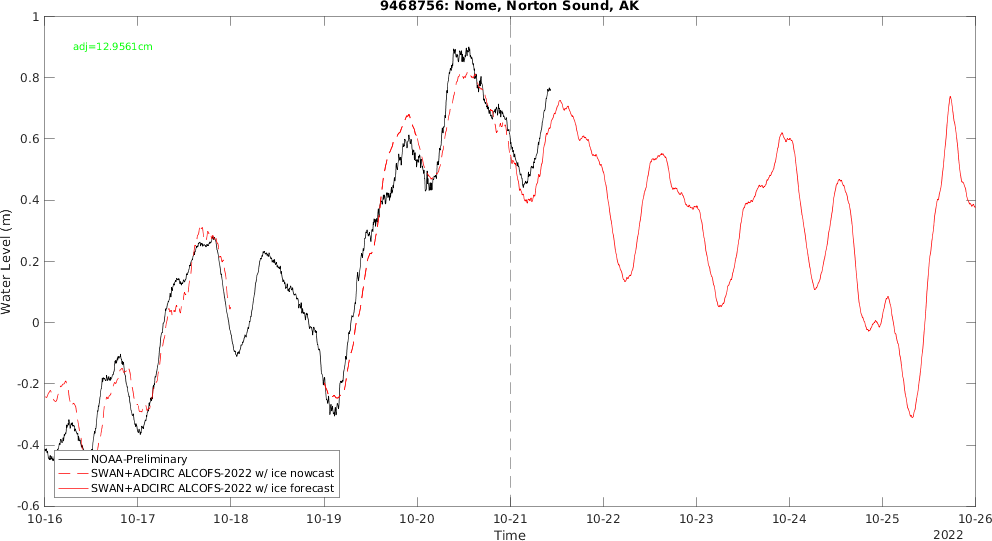 9468756: Nome, Norton Sound, AK
adj=12.9561cm
Water Level (m)
1
0.8
0.6
0.4
0.2
0
-0.2
-0.4
-0.6
NOAA-Preliminary
SWAN+ADCIRC ALCOFS-2022 w/ ice nowcast
SWAN+ADCIRC ALCOFS-2022 w/ ice forecast
10-16 10-17 10-18 10-19 10-20 10-21 10-22 10-23 10-24 10-25 10-26
Time
2022